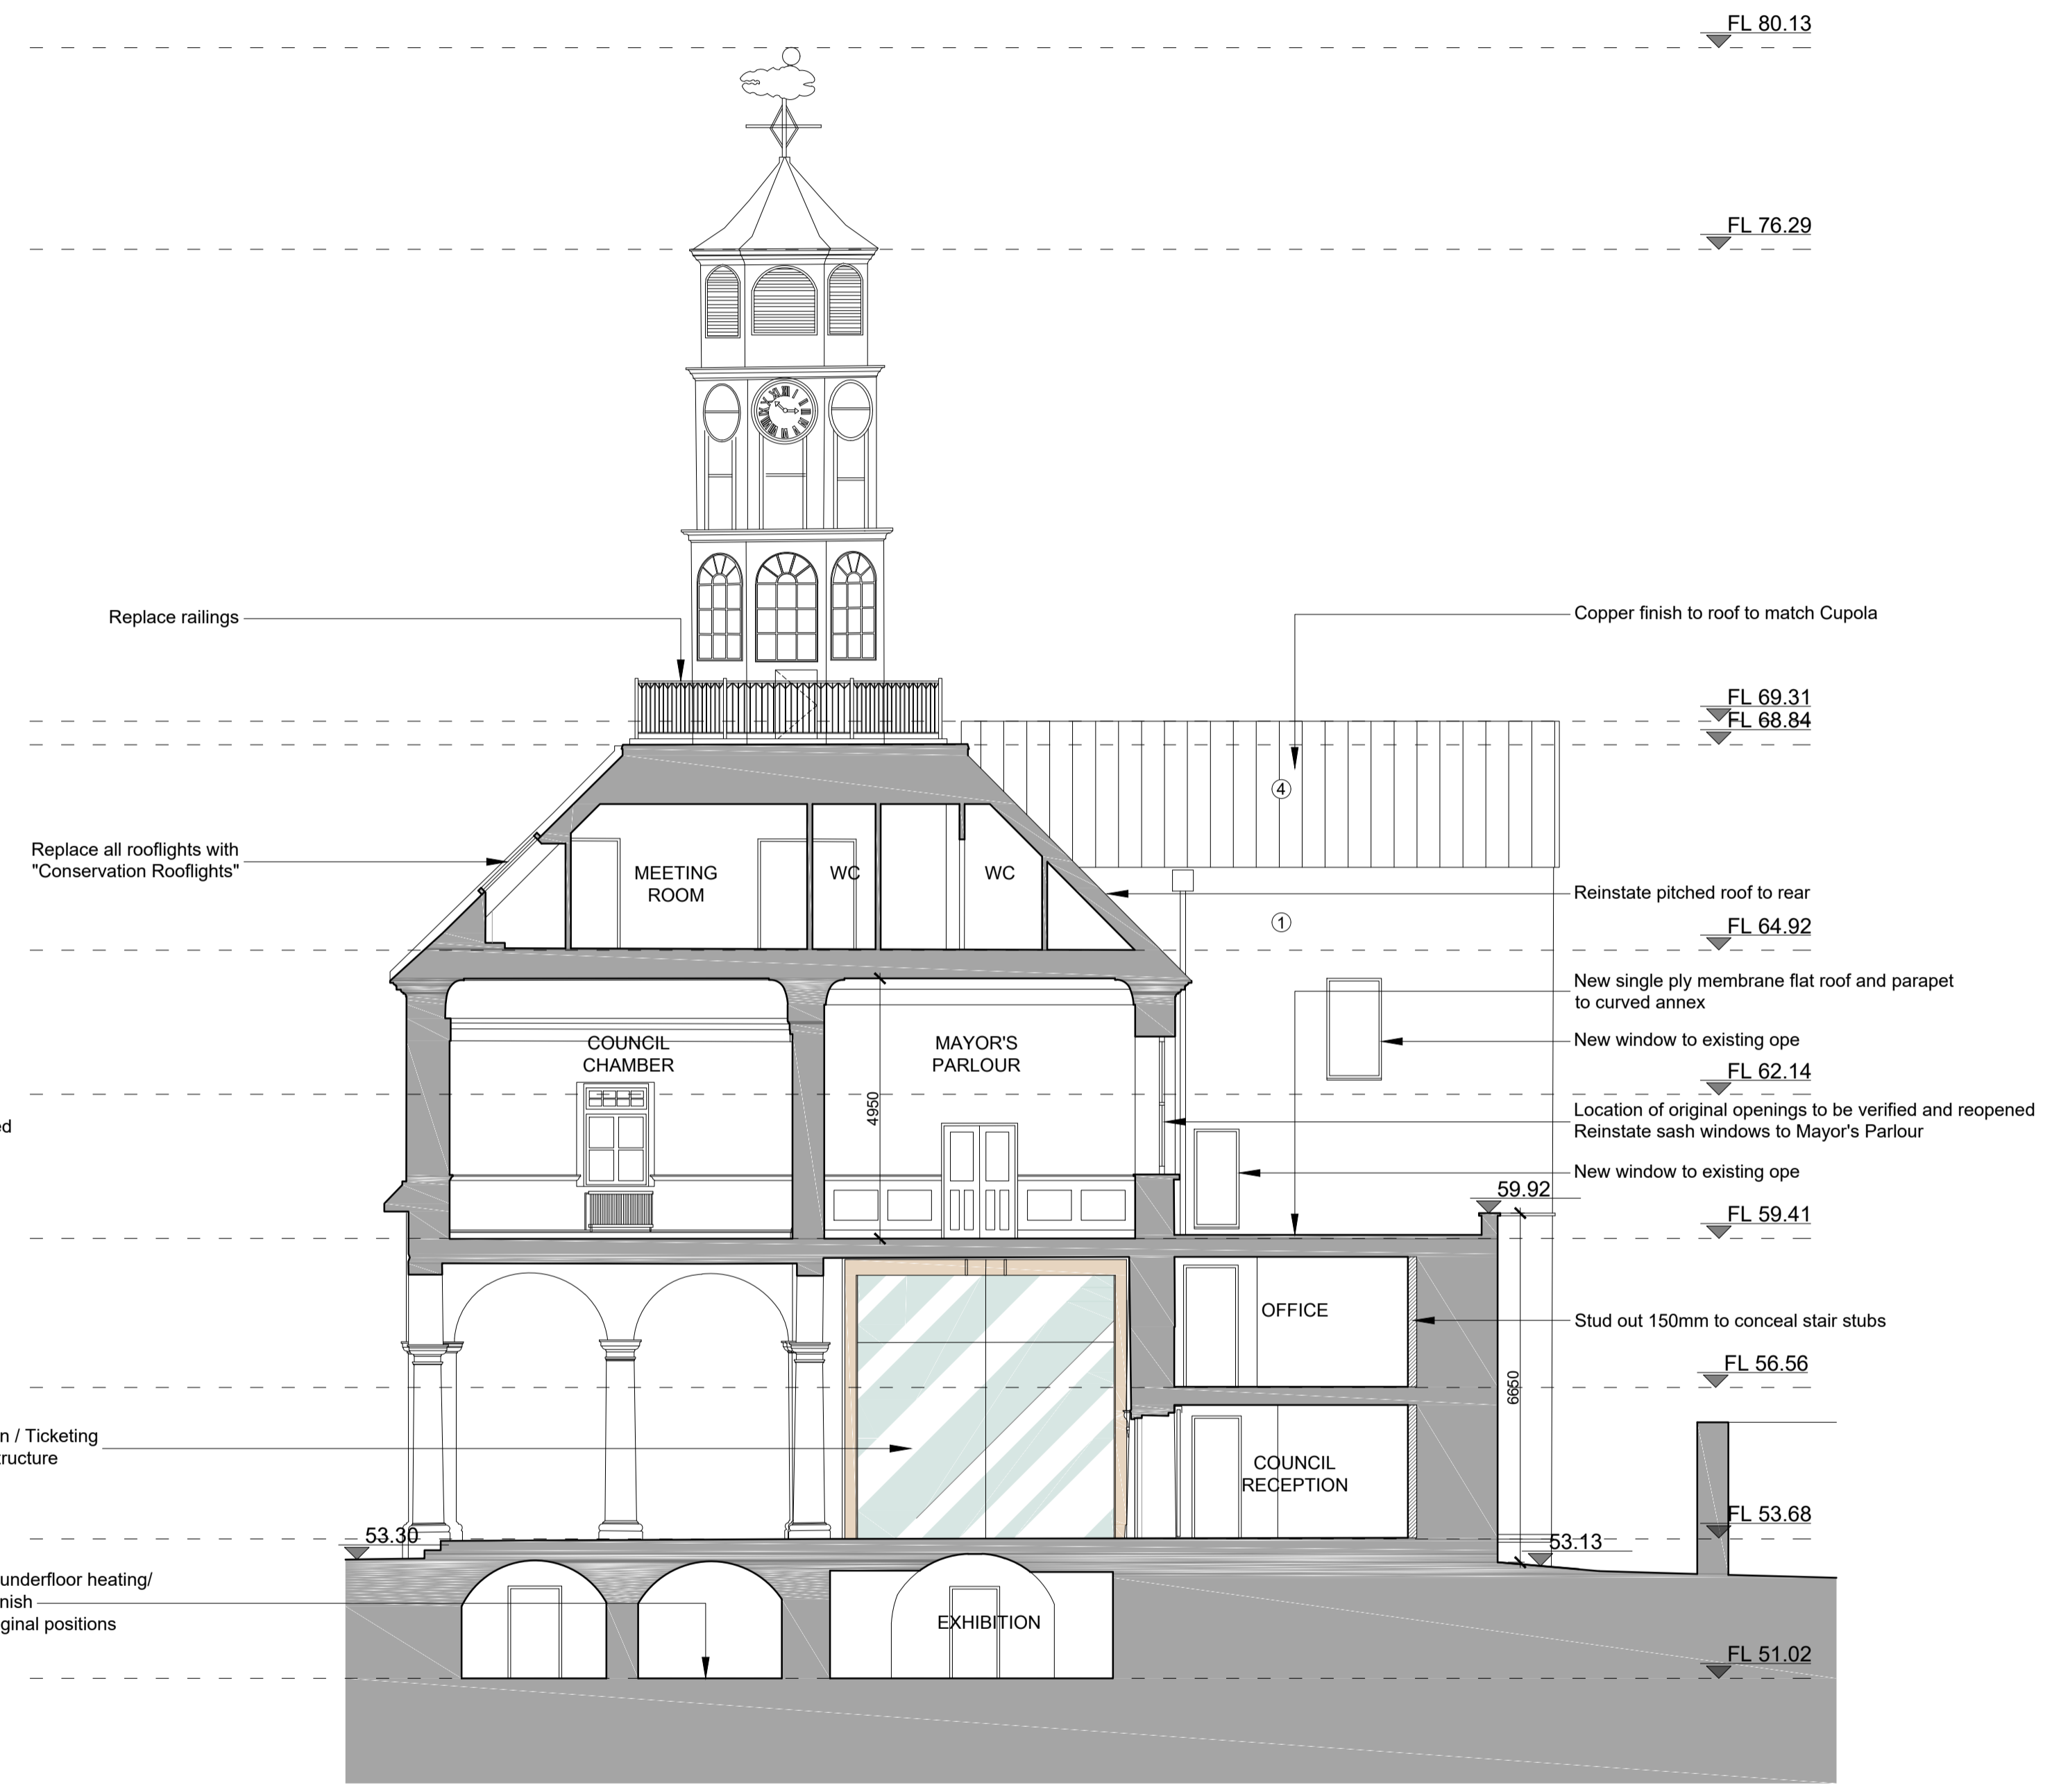 FL 80.13
FL 76.29
Replace railings
Copper finish to roof to match Cupola
FL 69.31
FL 68.84
4
Replace all rooflights with
"Conservation Rooflights"
MEETING
ROOM
WC
WC
Reinstate pitched roof to rear
1
FL 64.92
New single ply membrane flat roof and parapet
to curved annex
New window to existing ope
COUNCIL
CHAMBER
MAYOR'S
PARLOUR
FL 62.14
4950
ed
Location of original openings to be verified and reopened
Reinstate sash windows to Mayor's Parlour
New window to existing ope
59.92
FL 59.41
OFFICE
Stud out 150mm to conceal stair stubs
FL 56.56
6650
n / Ticketing
ructure
COUNCIL
RECEPTION
FL 53.68
53.30
53.13
underfloor heating/
nish
ginal positions
EXHIBITION
FL 51.02